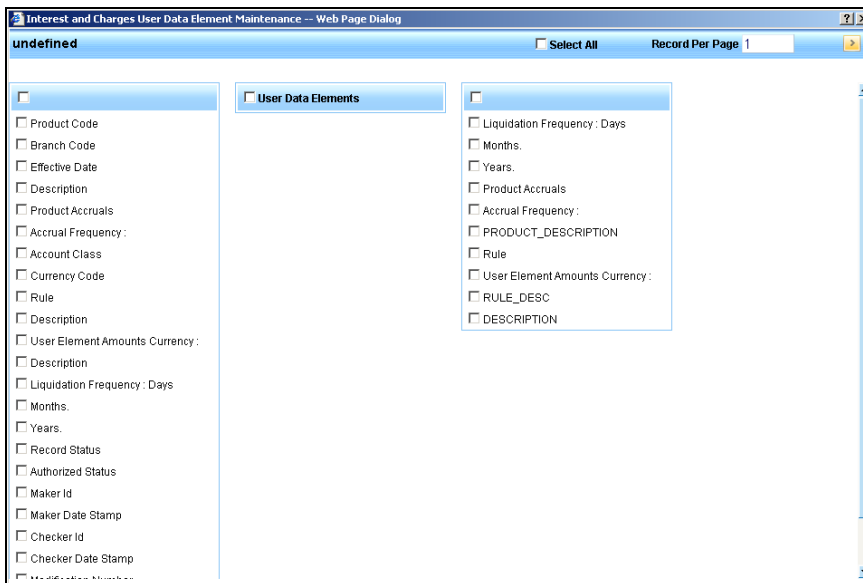 Interest and Charges User Data Element Maintenance -- Web Page Dialog
undefined
Select All
Record Per Page 1
Product Code
Branch Code
Effective Date
Description
Product Accruals
Accrual Frequency :
Account Class
Currency Code
Rule
Description
User Element Amounts Currency :
Description
Liquidation Frequency : Days
Months.
Years.
Record Status
Authorized Status
Maker Id
Maker Date Stamp
Checker Id
Checker Date Stamp
Modification Number
User Data Elements
Liquidation Frequency : Days
Months.
Years.
Product Accruals
Accrual Frequency :
PRODUCT_DESCRIPTION
Rule
User Element Amounts Currency :
RULE_DESC
DESCRIPTION